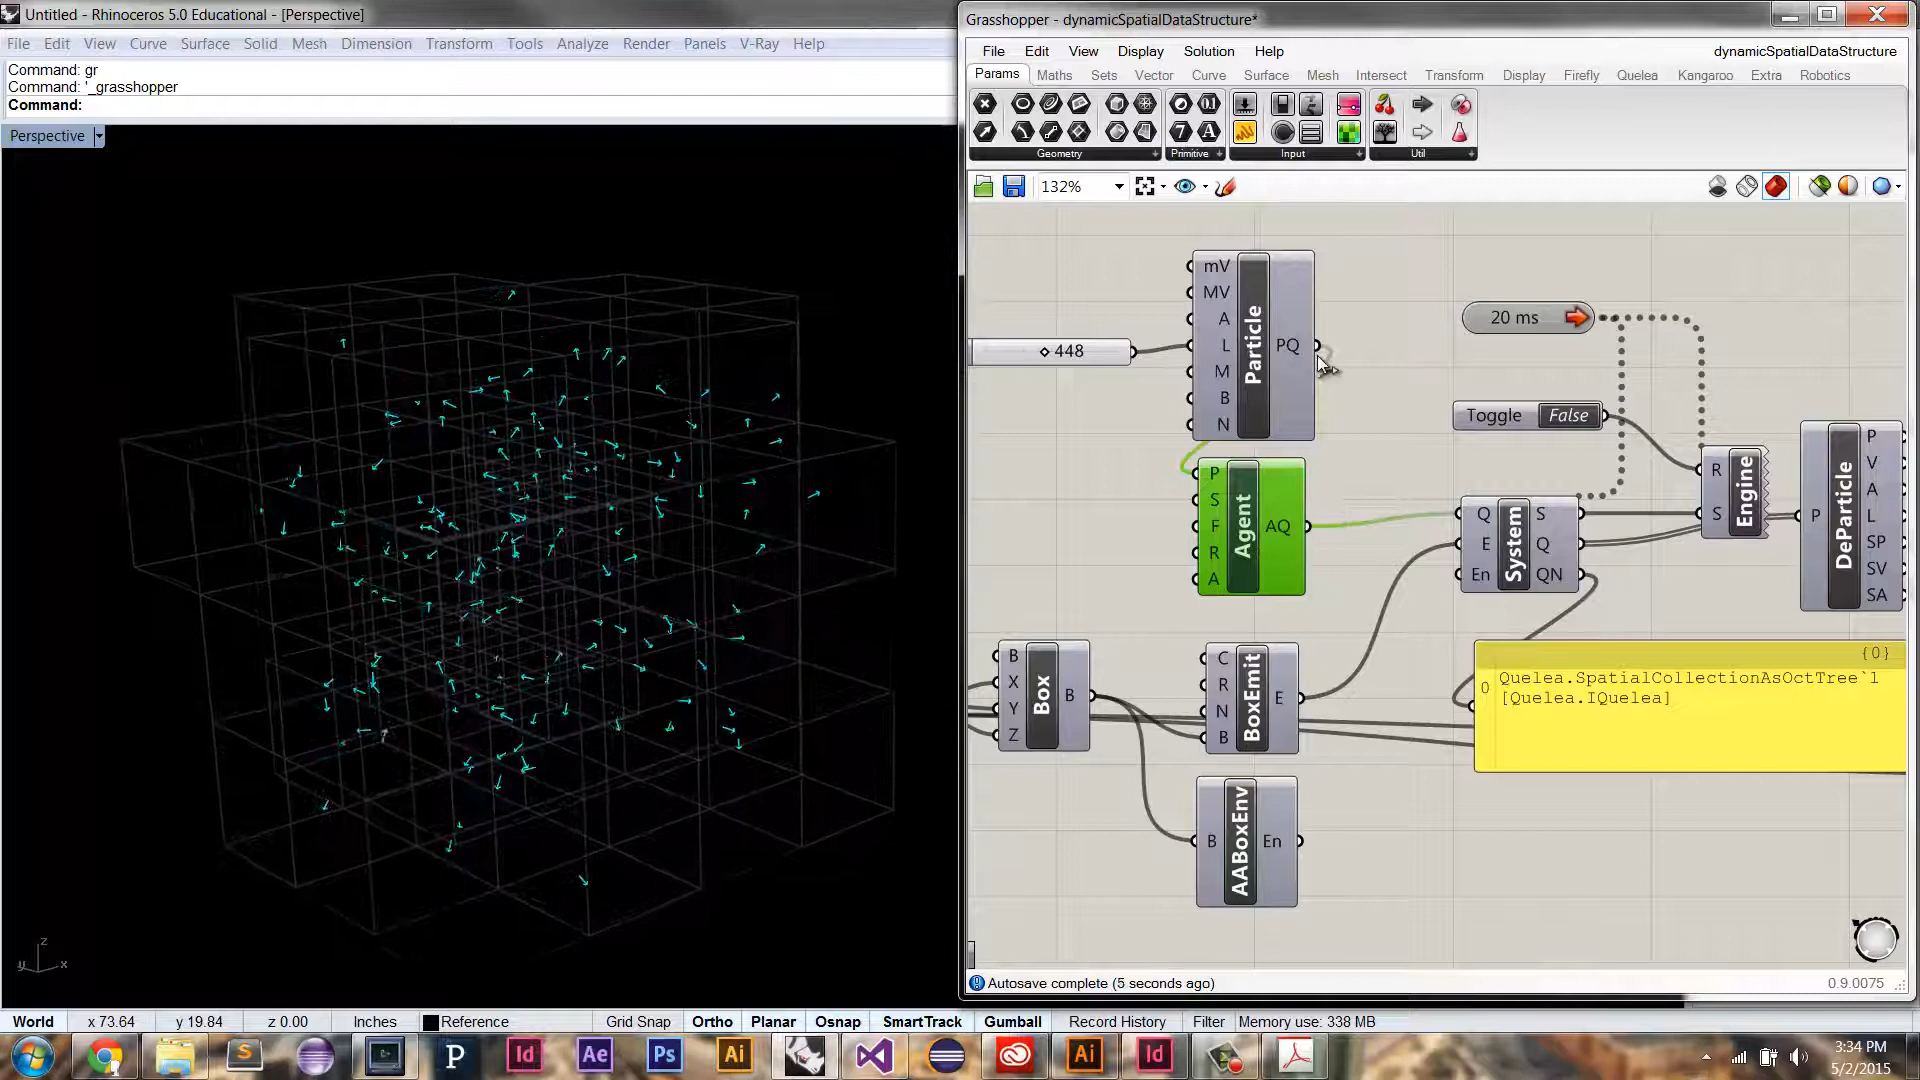 Untitled - Rhinoceros 5.0 Educational - [Perspective]
File Edit View Curve Surface Solid Mesh Dimension Transform Tools Analyze Render Panels V-Ray Help
Command: gr
Command: '_grasshopper
Command:
Perspective
z
y x
Grasshopper - dynamicSpatialDataStructure*
File Edit View Display Solution Help
dynamicSpatialDataStructure
Params Maths Sets Vector Curve Surface Mesh Intersect Transform Display Firefly Quelea Kangaroo Extra Robotics
Geometry Primitive Input Util
132%
mV
MV
A
L
M
B
N
Particle
PQ
448
20 ms
Toggle False
R
S
Engine
P
S
F
R
A
Agent
AQ
Q
E
En
System
S
Q
QN
P
DeParticle
P
V
A
L
SP
SV
SA
B
X
Y
Z
Box
B
C
R
N
B
BoxEmit
E
{0}
0 Quelea.SpatialCollectionAsOctTree`1
[Quelea.IQuelea]
B
AABoxEnv
En
Autosave complete (5 seconds ago)
0.9.0075
World x 73.64 y 19.84 z 0.00 Inches Reference Grid Snap Ortho Planar Osnap SmartTrack Gumball Record History Filter Memory use: 338 MB
S P Id Ae Ps Ai Ai Id
3:34 PM
5/2/2015